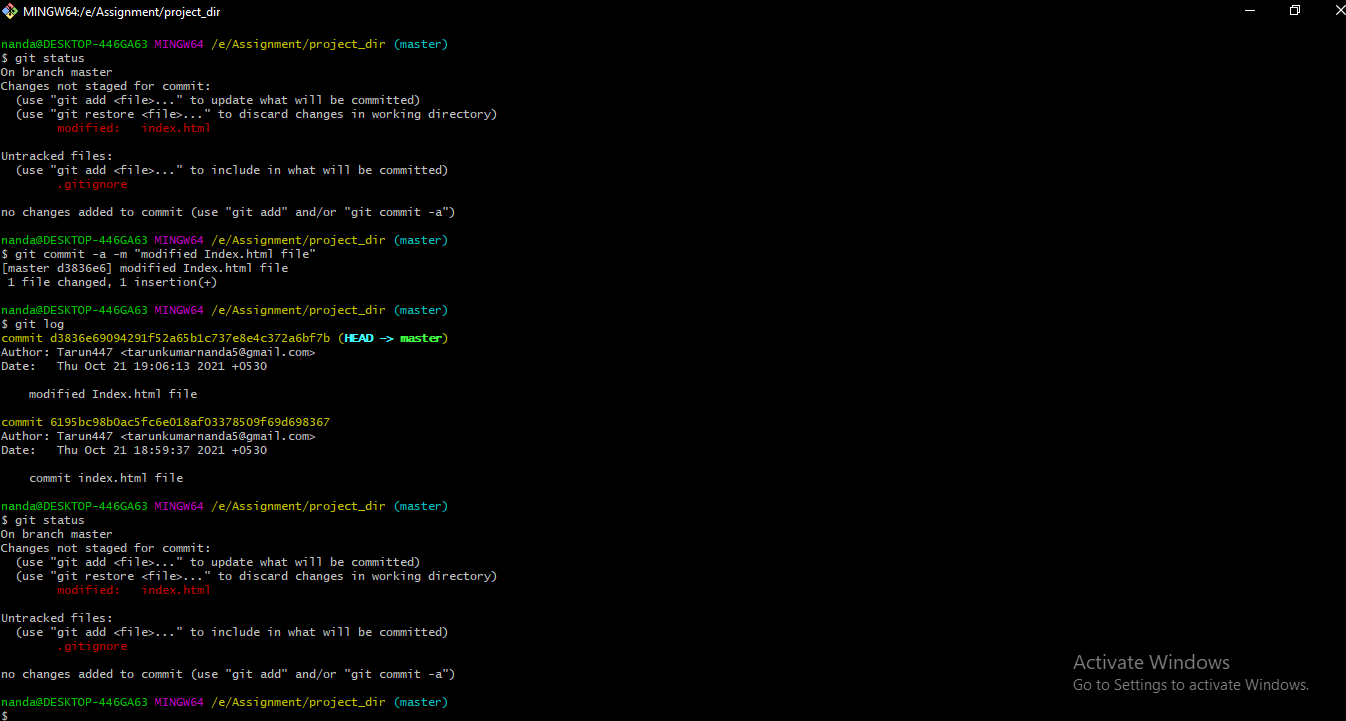 MINGW64:/e/Assignment/project_dir
nanda@DESKTOP-446GA63 MINGW64 /e/Assignment/project_dir (master)
$ git status
On branch master
Changes not staged for commit:
  (use "git add <file>..." to update what will be committed)
  (use "git restore <file>..." to discard changes in working directory)
        modified:   index.html
Untracked files:
  (use "git add <file>..." to include in what will be committed)
        .gitignore
no changes added to commit (use "git add" and/or "git commit -a")
nanda@DESKTOP-446GA63 MINGW64 /e/Assignment/project_dir (master)
$ git commit -a -m "modified Index.html file"
[master d3836e6] modified Index.html file
 1 file changed, 1 insertion(+)
nanda@DESKTOP-446GA63 MINGW64 /e/Assignment/project_dir (master)
$ git log
commit d3836e69094291f52a65b1c737e8e4c372a6bf7b (HEAD -> master)
Author: Tarun447 <tarunkumarnanda5@gmail.com>
Date:   Thu Oct 21 19:06:13 2021 +0530
    modified Index.html file
commit 6195bc98b0ac5fc6e018af03378509f69d698367
Author: Tarun447 <tarunkumarnanda5@gmail.com>
Date:   Thu Oct 21 18:59:37 2021 +0530
    commit index.html file
nanda@DESKTOP-446GA63 MINGW64 /e/Assignment/project_dir (master)
$ git status
On branch master
Changes not staged for commit:
  (use "git add <file>..." to update what will be committed)
  (use "git restore <file>..." to discard changes in working directory)
        modified:   index.html
Untracked files:
  (use "git add <file>..." to include in what will be committed)
        .gitignore
no changes added to commit (use "git add" and/or "git commit -a")
nanda@DESKTOP-446GA63 MINGW64 /e/Assignment/project_dir (master)
$
Activate Windows
Go to Settings to activate Windows.